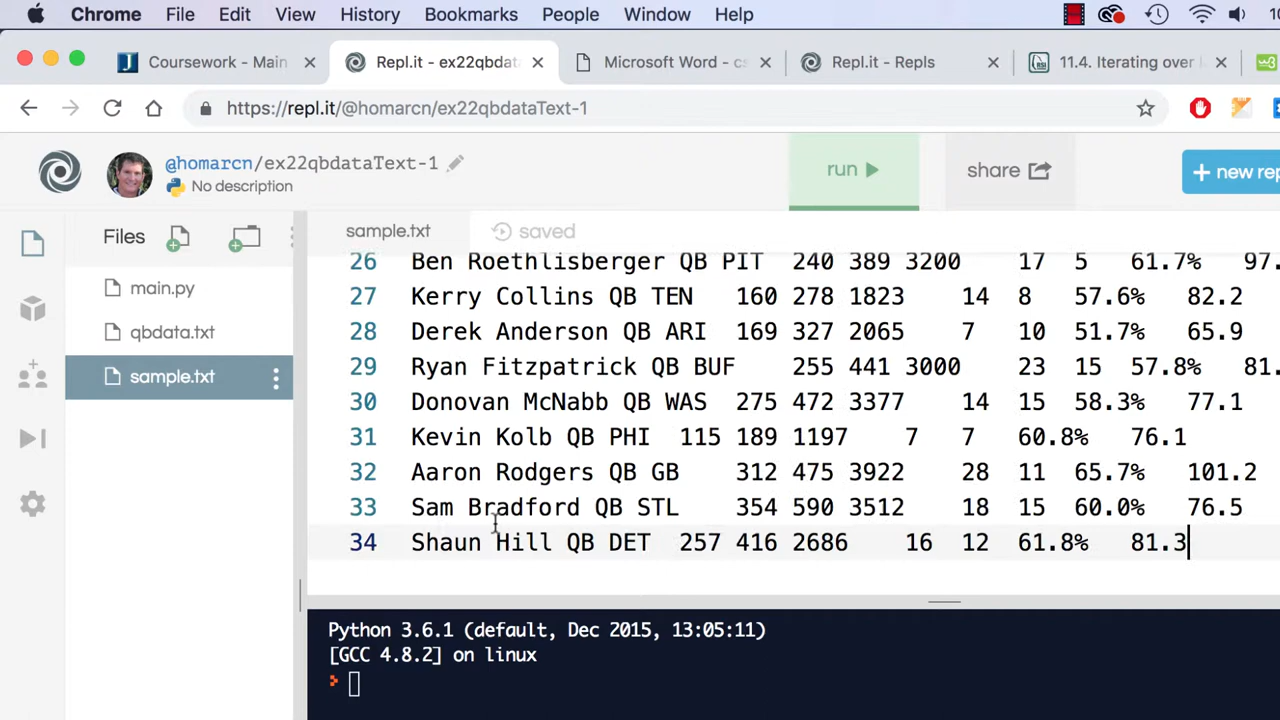 Chrome File Edit View History Bookmarks People Window Help
Coursework - Main Repl.it - ex22qbdata Microsoft Word - cs Repl.it - Repls 11.4. Iterating over
https://repl.it/@homarcn/ex22qbdataText-1
@homarcn/ex22qbdataText-1
No description
run
share
+ new rep
Files
sample.txt
saved
main.py
qbdata.txt
sample.txt
26 Ben Roethlisberger QB PIT 240 389 3200 17 5 61.7% 97.
27 Kerry Collins QB TEN 160 278 1823 14 8 57.6% 82.2
28 Derek Anderson QB ARI 169 327 2065 7 10 51.7% 65.9
29 Ryan Fitzpatrick QB BUF 255 441 3000 23 15 57.8% 81.
30 Donovan McNabb QB WAS 275 472 3377 14 15 58.3% 77.1
31 Kevin Kolb QB PHI 115 189 1197 7 7 60.8% 76.1
32 Aaron Rodgers QB GB 312 475 3922 28 11 65.7% 101.2
33 Sam Bradford QB STL 354 590 3512 18 15 60.0% 76.5
34 Shaun Hill QB DET 257 416 2686 16 12 61.8% 81.3
Python 3.6.1 (default, Dec 2015, 13:05:11)
[GCC 4.8.2] on linux